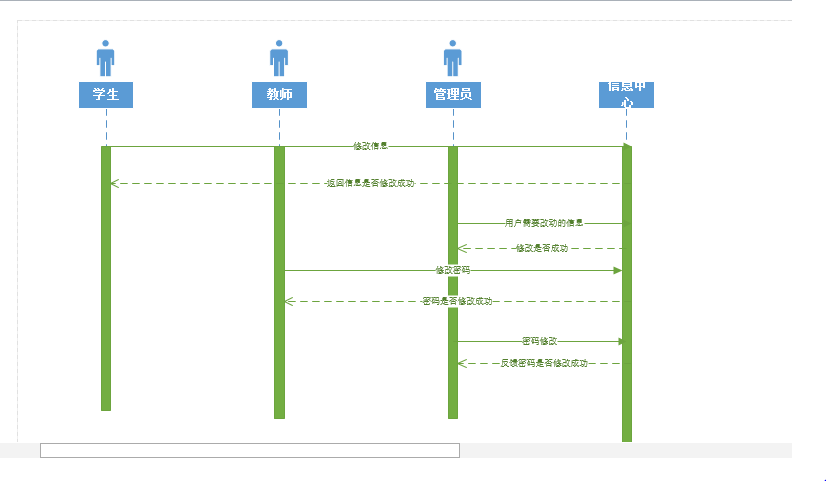 学生
教师
管理员
信息中
心
修改信息
返回信息是否修改成功
用户需要改动的信息
修改是否成功
修改密码
密码是否修改成功
密码修改
反馈密码是否修改成功